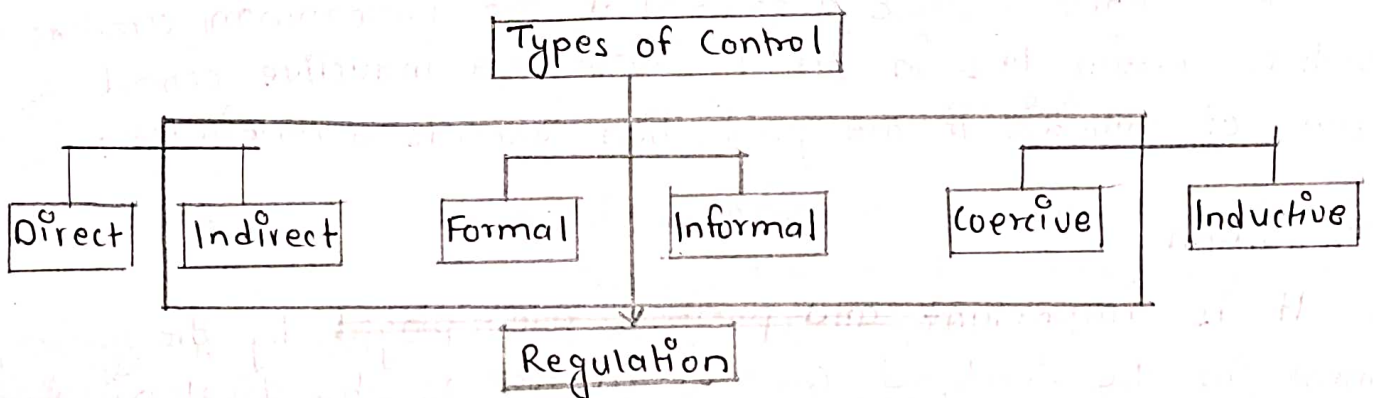 Types of Control
Direct Indirect Formal Informal Coercive Inductive
Regulation